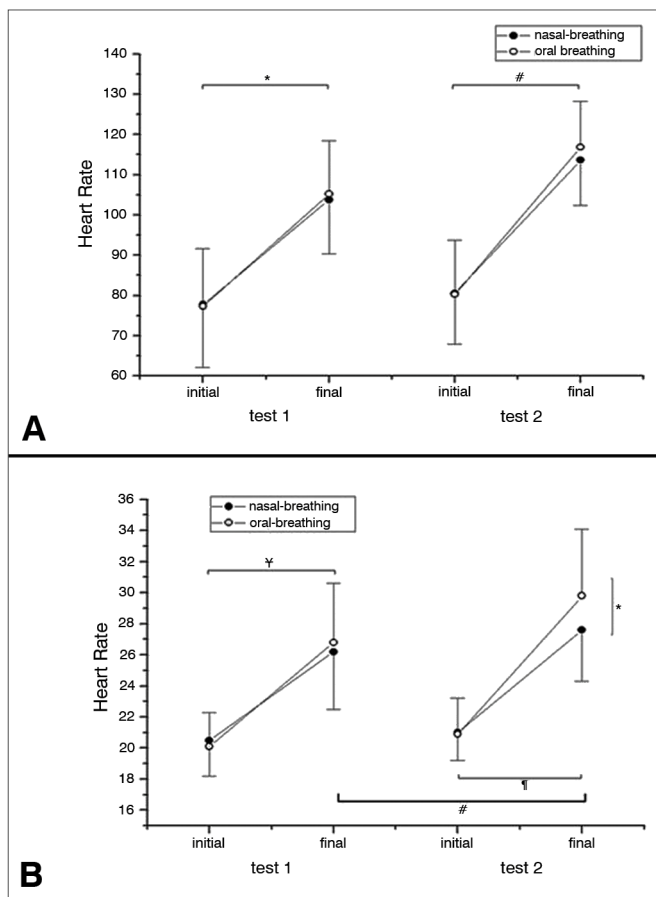 nasal-breathing
oral breathing
140
130
120
110
100
90
80
70
60
Heart Rate
*
#
initial
final
initial
final
test 1
test 2
A
36
34
32
30
28
26
24
22
20
18
16
Heart Rate
nasal-breathing
oral-breathing
¥
*
¶
#
initial
final
initial
final
test 1
test 2
B